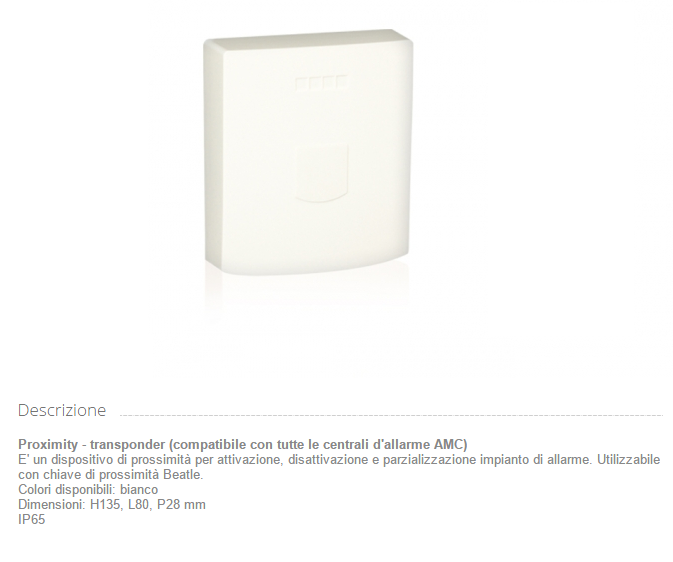 Descrizione
Proximity - transponder (compatibile con tutte le centrali d'allarme AMC)
E' un dispositivo di prossimità per attivazione, disattivazione e parzializzazione impianto di allarme. Utilizzabile
con chiave di prossimità Beatle.
Colori disponibili: bianco
Dimensioni: H135, L80, P28 mm
IP65